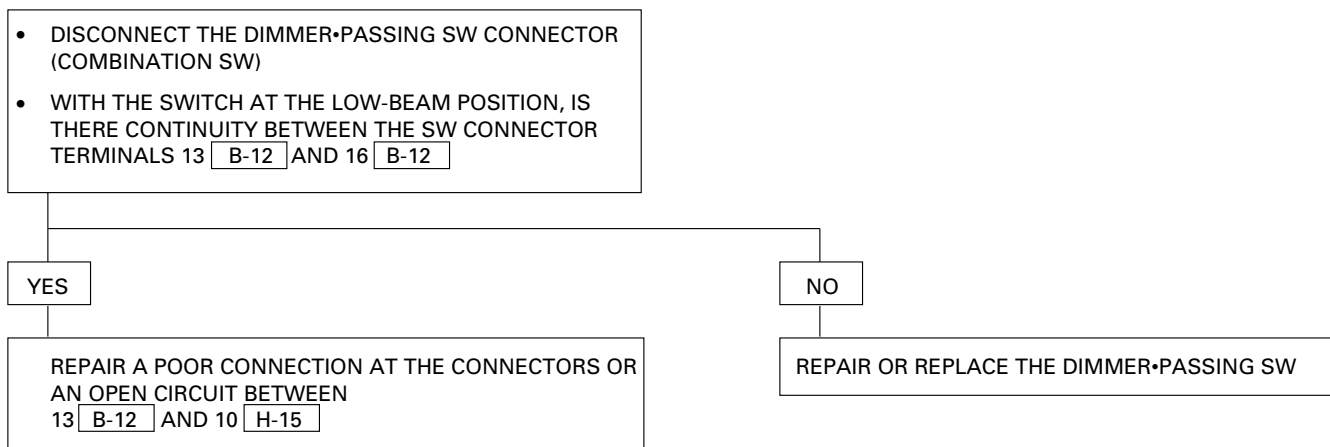 • DISCONNECT THE DIMMER•PASSING SW CONNECTOR
(COMBINATION SW)
• WITH THE SWITCH AT THE LOW-BEAM POSITION, IS
THERE CONTINUITY BETWEEN THE SW CONNECTOR
TERMINALS 13 B-12 AND 16 B-12
YES
NO
REPAIR A POOR CONNECTION AT THE CONNECTORS OR
AN OPEN CIRCUIT BETWEEN
13 B-12 AND 10 H-15
REPAIR OR REPLACE THE DIMMER•PASSING SW